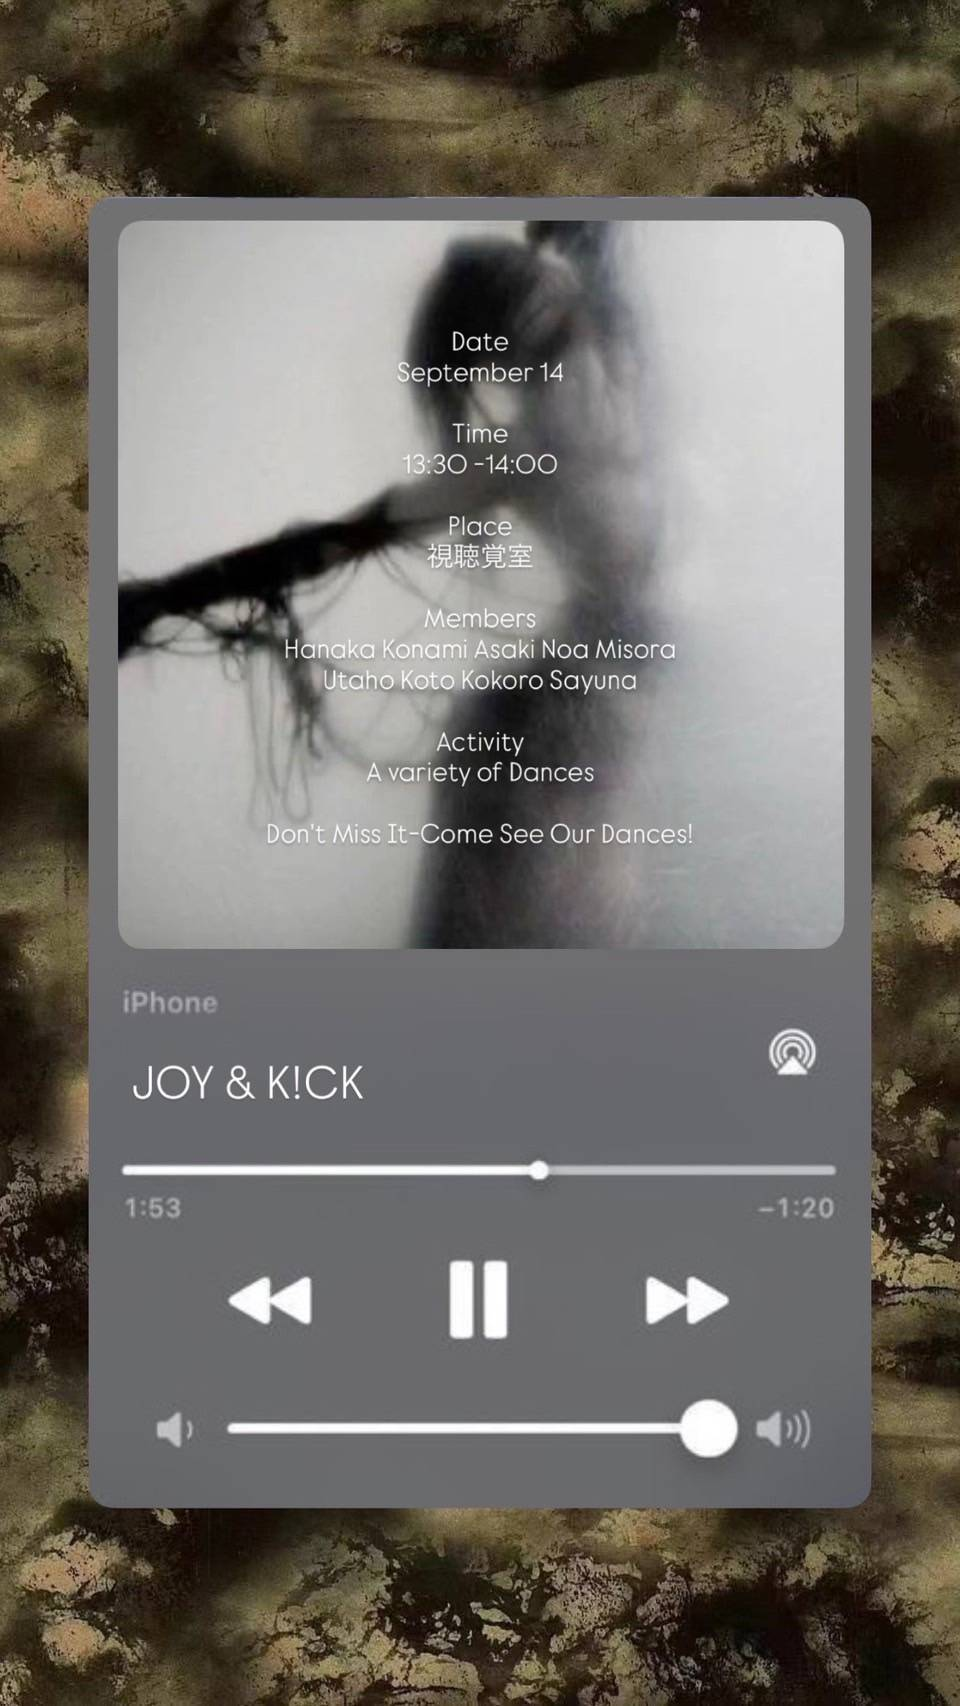 Date
September 14
Time
13:30 -14:00
Place
視聴覚室
Members
Hanaka Konami Asaki Noa Misora
Utaho Koto Kokoro Sayuna
Activity
A variety of Dances
Don't Miss It-Come See Our Dances!
iPhone
JOY & K!CK
1:53
−1:20